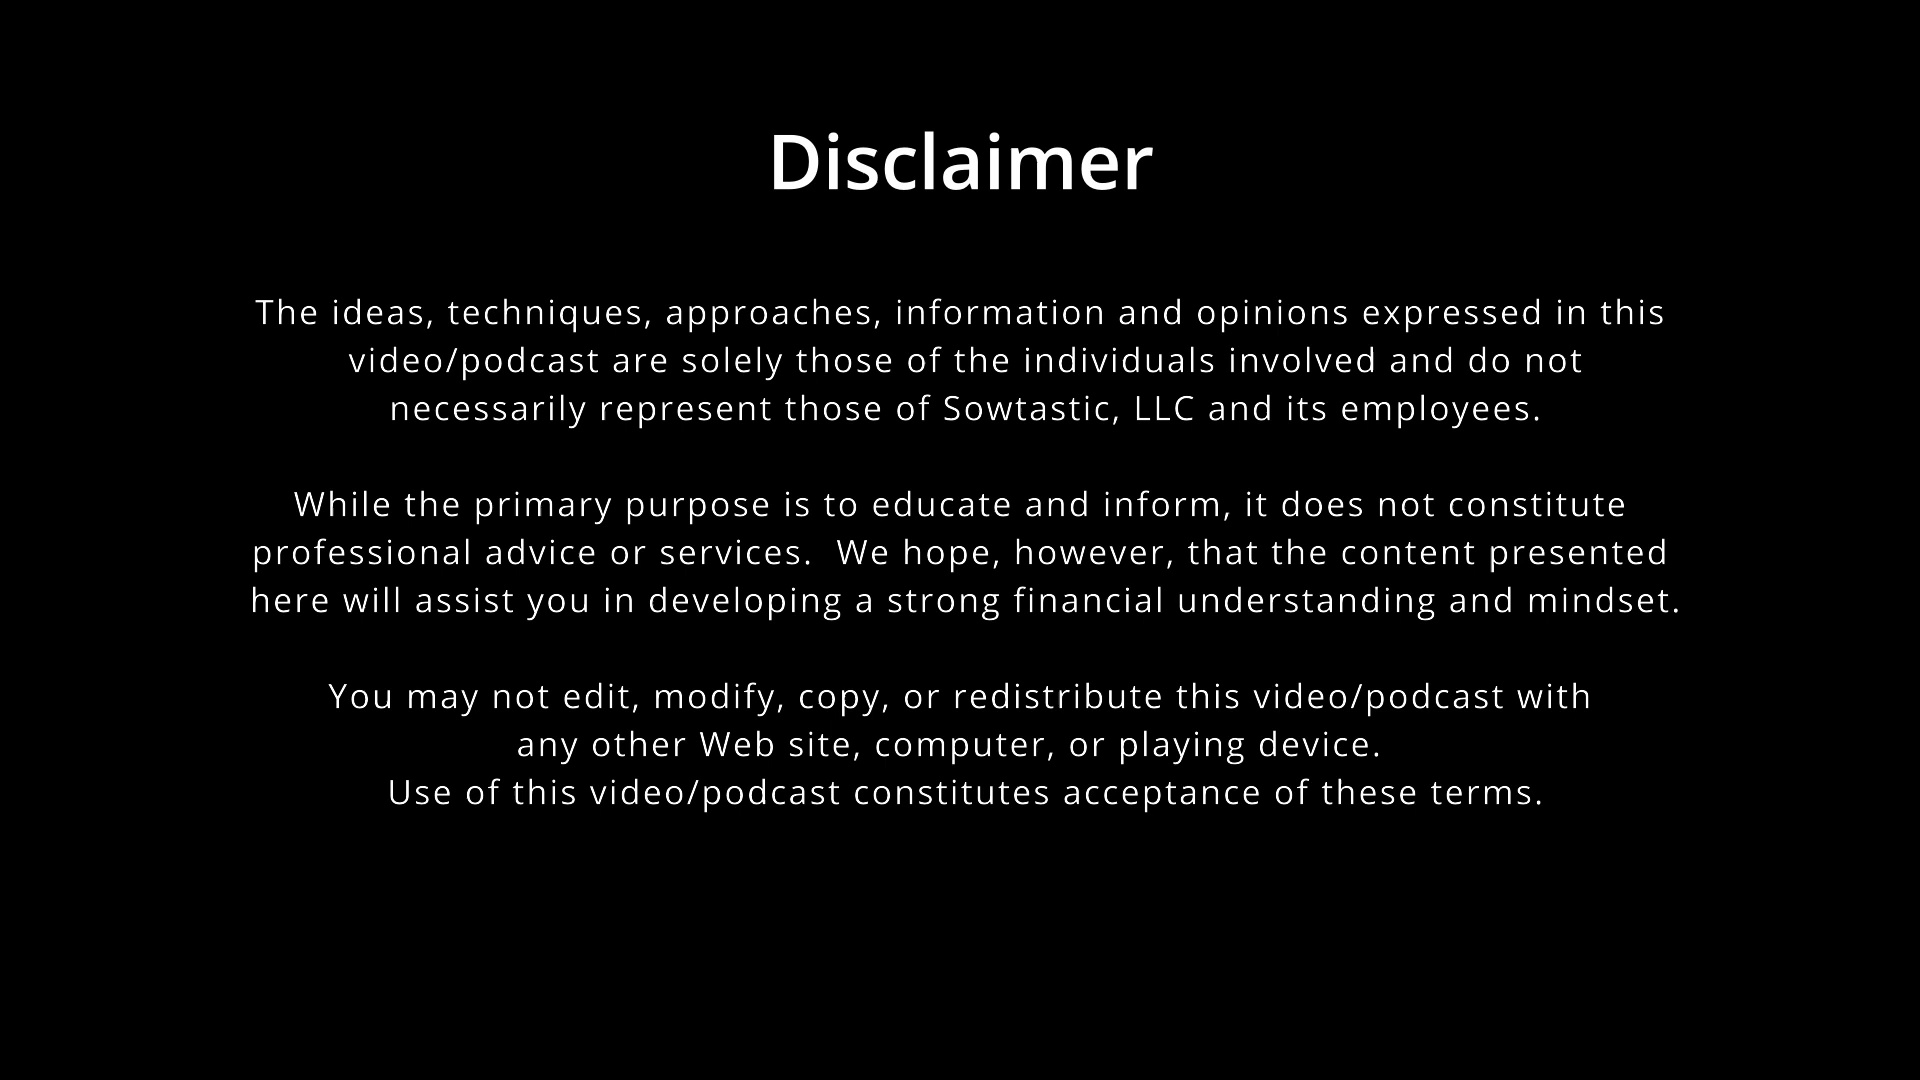 Disclaimer
The ideas, techniques, approaches, information and opinions expressed in this
video/podcast are solely those of the individuals involved and do not
necessarily represent those of Sowtastic, LLC and its employees.
While the primary purpose is to educate and inform, it does not constitute
professional advice or services.  We hope, however, that the content presented
here will assist you in developing a strong financial understanding and mindset.
You may not edit, modify, copy, or redistribute this video/podcast with
any other Web site, computer, or playing device.
Use of this video/podcast constitutes acceptance of these terms.